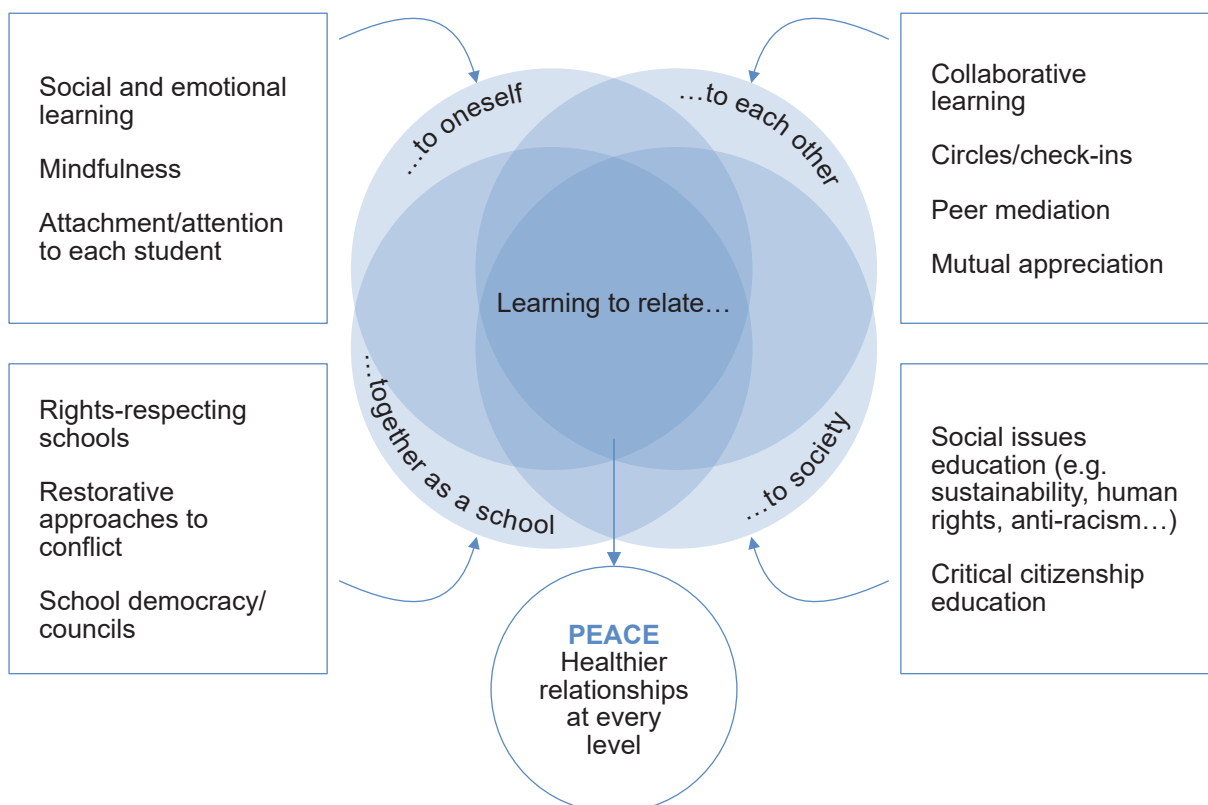 Social and emotional
learning
Mindfulness
Attachment/attention
to each student
…to oneself
…to each other
Collaborative
learning
Circles/check-ins
Peer mediation
Mutual appreciation
Learning to relate…
Rights-respecting
schools
Restorative
approaches to
conflict
School democracy/
councils
…together as a school
…to society
Social issues
education (e.g.
sustainability, human
rights, anti-racism…)
Critical citizenship
education
PEACE
Healthier
relationships
at every
level